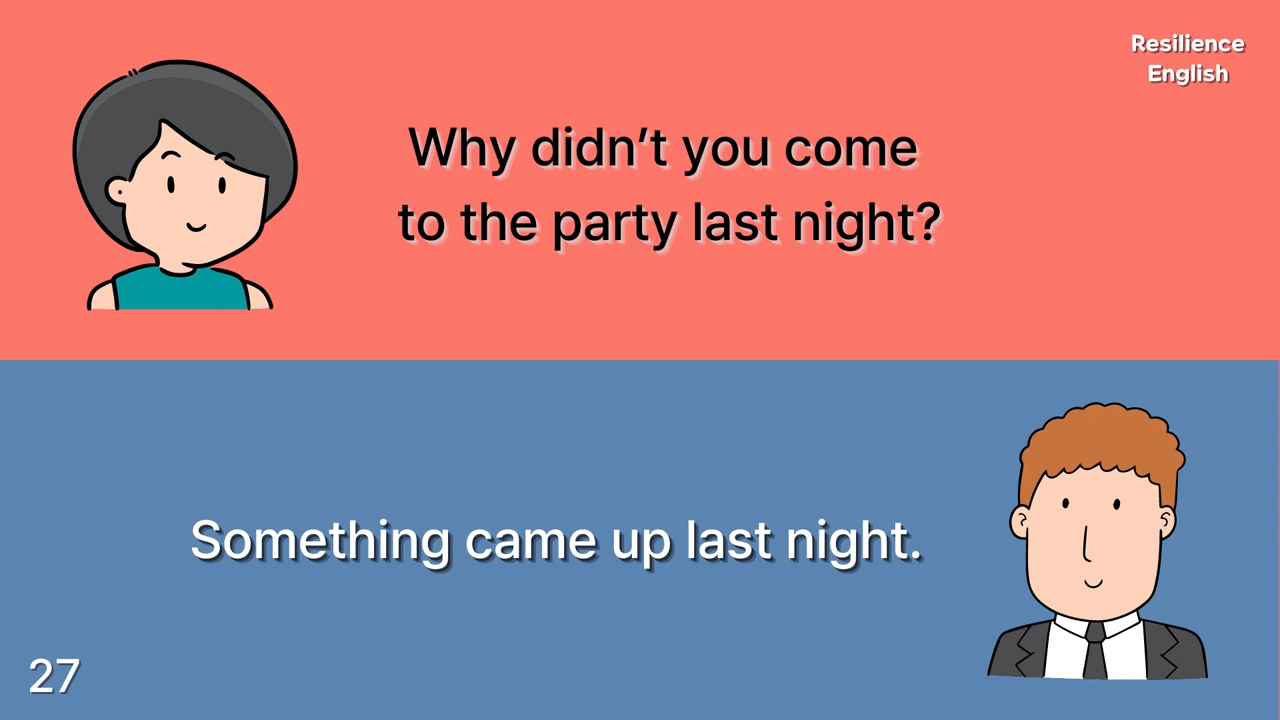 Resilience
English
Why didn’t you come
to the party last night?
Something came up last night.
27